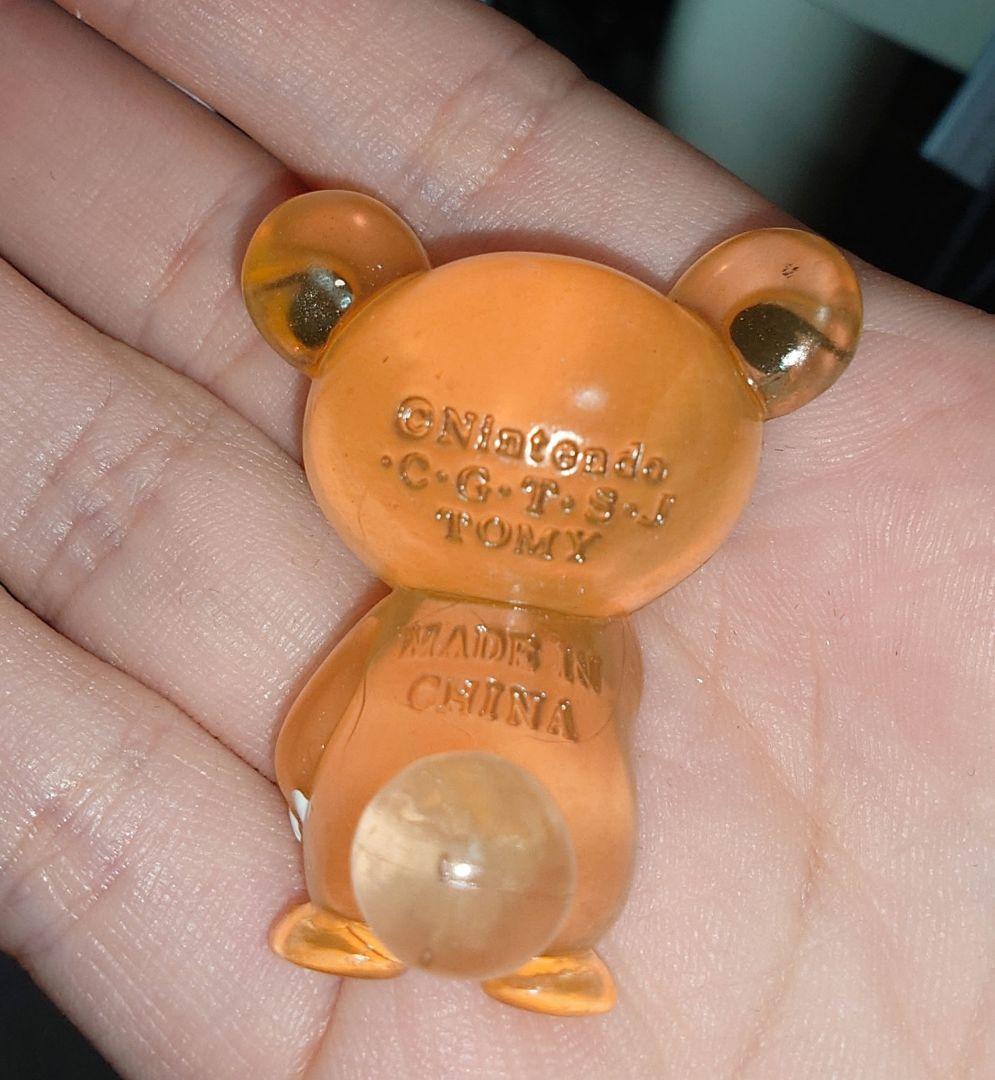 ©Nintendo
·C·G·T·S·J
TOMY
MADE IN
CHINA